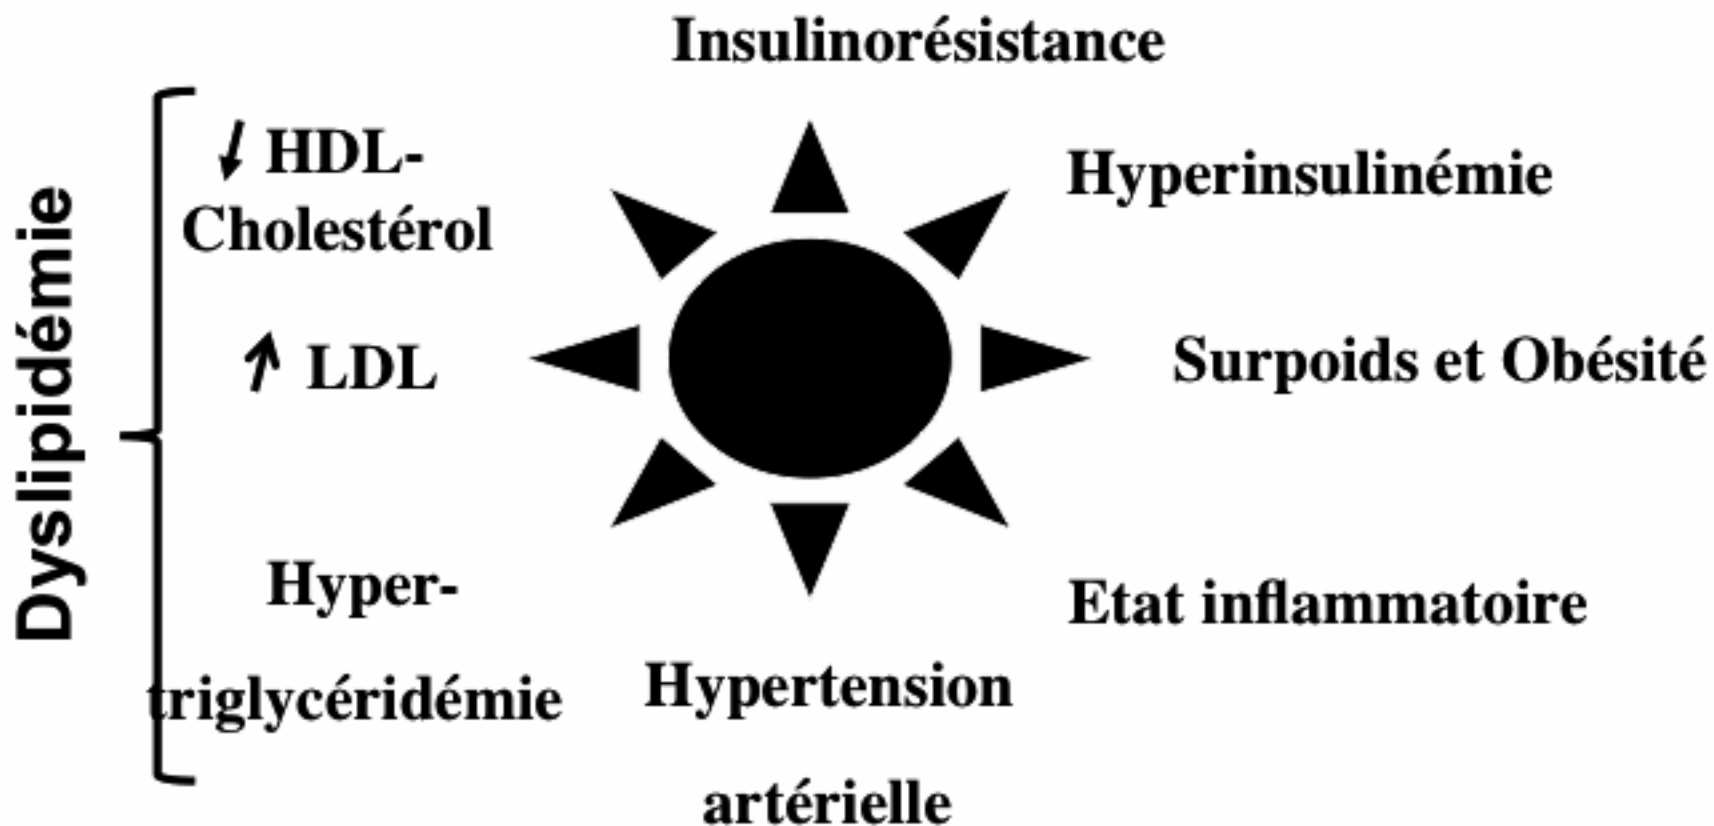 Insulinorésistance
Dyslipidémie
↓ HDL-
Cholestérol
↑ LDL
Hyper-
triglycéridémie
Hyperinsulinémie
Surpoids et Obésité
Etat inflammatoire
Hypertension
artérielle